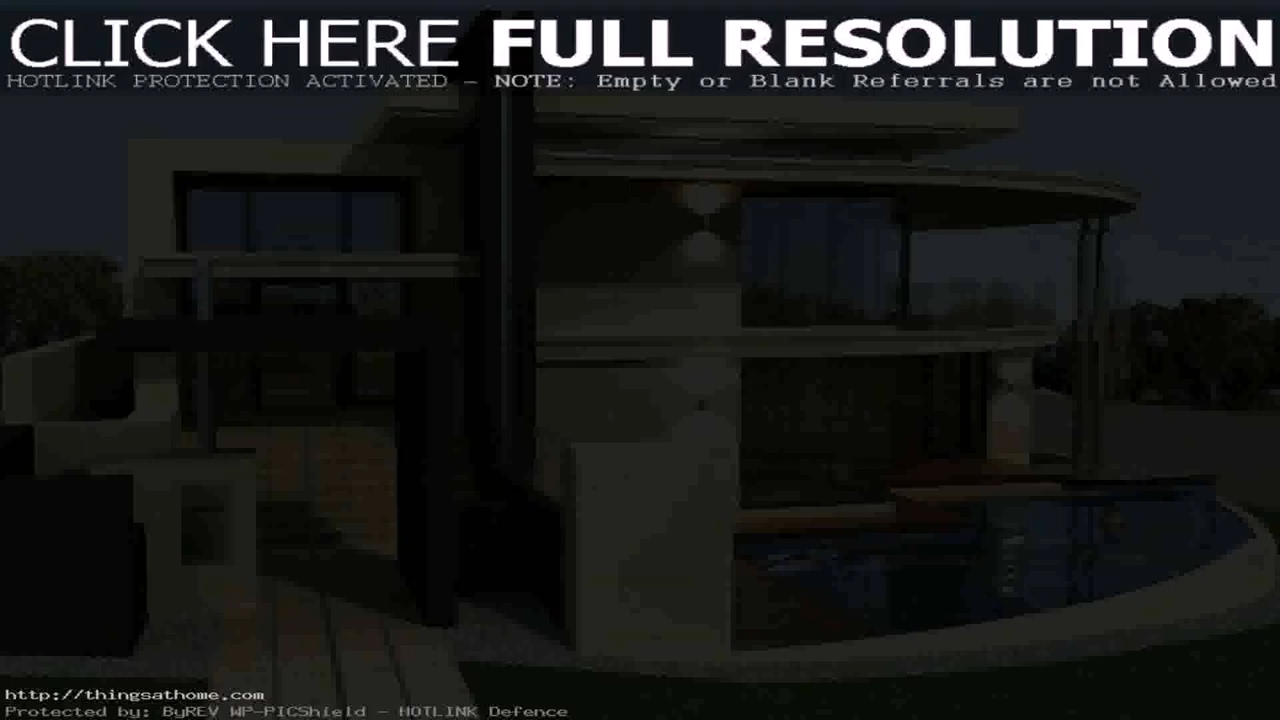 CLICK HERE FULL RESOLUTION
HOTLINK PROTECTION ACTIVATED - NOTE: Empty or Blank Referrals are not Allowed
http://thingsathome.com
Protected by: ByREV WP-PICShield - HOTLINK Defence